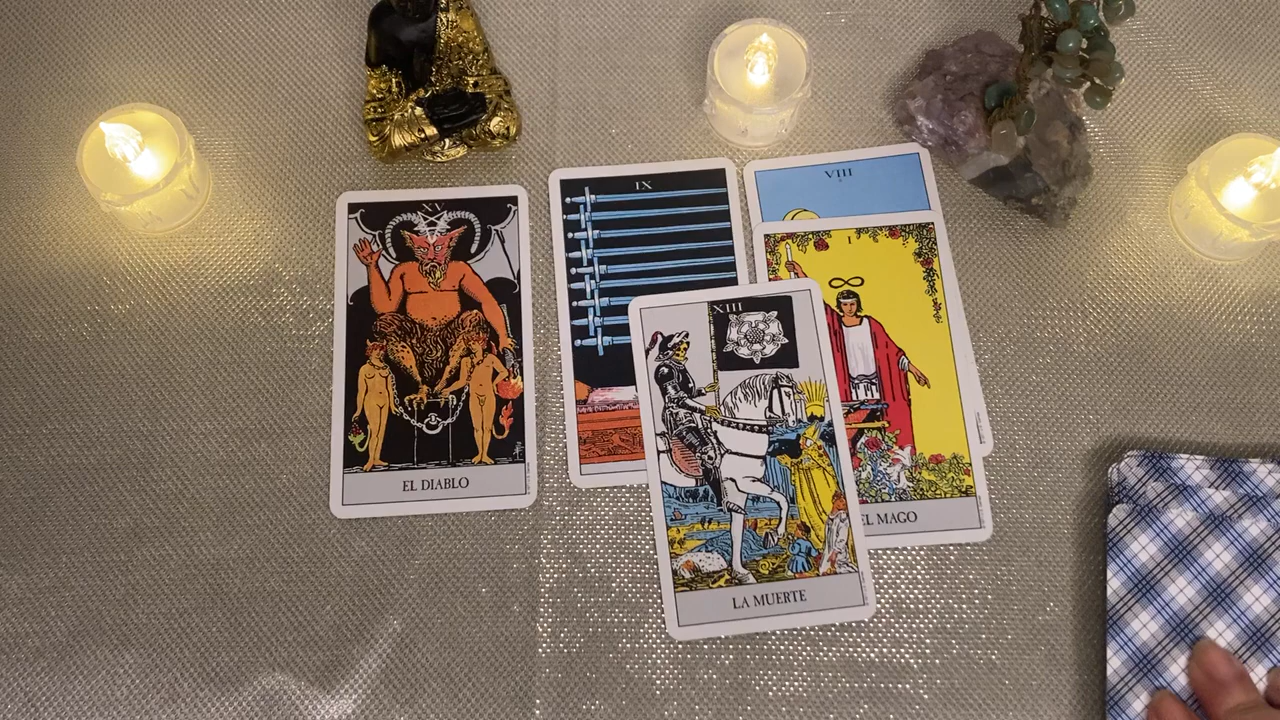 XV
EL DIABLO
IX
VIII
I
EL MAGO
XIII
LA MUERTE